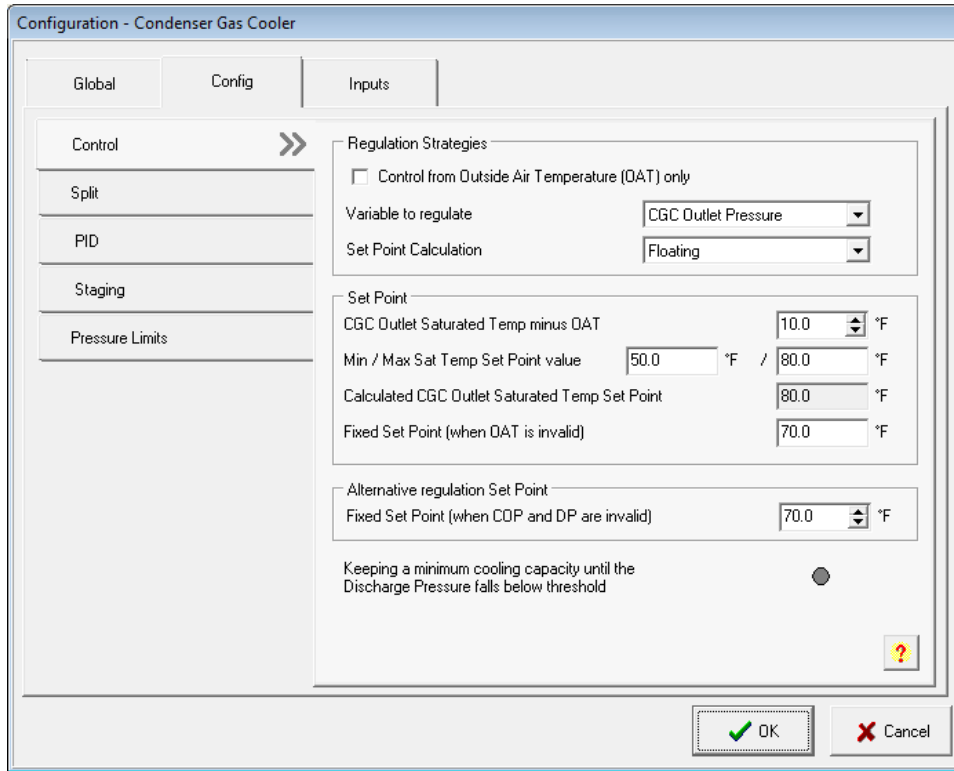 Configuration - Condenser Gas Cooler
Global
Config
Inputs
Control
Split
PID
Staging
Pressure Limits
Regulation Strategies
Control from Outside Air Temperature (OAT) only
Variable to regulate CGC Outlet Pressure
Set Point Calculation Floating
Set Point
CGC Outlet Saturated Temp minus OAT 10.0 °F
Min / Max Sat Temp Set Point value 50.0 °F / 80.0 °F
Calculated CGC Outlet Saturated Temp Set Point 80.0 °F
Fixed Set Point (when OAT is invalid) 70.0 °F
Alternative regulation Set Point
Fixed Set Point (when COP and DP are invalid) 70.0 °F
Keeping a minimum cooling capacity until the
Discharge Pressure falls below threshold
?
OK
Cancel